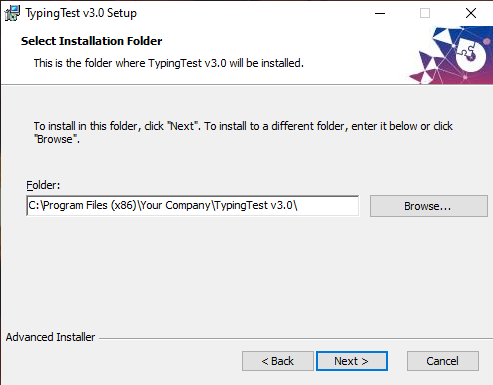 TypingTest v3.0 Setup
Select Installation Folder
This is the folder where TypingTest v3.0 will be installed.
To install in this folder, click "Next". To install to a different folder, enter it below or click
"Browse".
Folder:
C:\Program Files (x86)\Your Company\TypingTest v3.0\
Browse...
Advanced Installer
< Back
Next >
Cancel